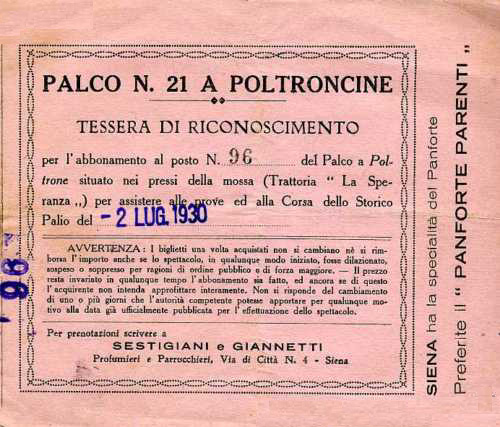 PALCO N. 21 A POLTRONCINE
TESSERA DI RICONOSCIMENTO
per l'abbonamento al posto N. 96 del Palco a Pol-
trone situato nei pressi della mossa (Trattoria " La Spe-
ranza „) per assistere alle prove ed alla Corsa dello Storico
Palio del - 2 LUG. 1930
AVVERTENZA: I biglietti una volta acquistati non si cambiano nè si rim-
borsa l'importo anche se lo spettacolo, in qualunque modo iniziato, fosse dilazionato,
sospeso o soppresso per ragioni di ordine pubblico o di forza maggiore. — Il prezzo
resta invariato in qualunque tempo l'abbonamento sia fatto, ed ancora se di questo
l'acquirente non intenda approfittare interamente. Non si risponde del cambiamento
di uno o più giorni che l'autorità competente potesse apportare per qualunque moti-
vo alla data già ufficialmente pubblicata per l'effettuazione dello spettacolo.
Per prenotazioni scrivere a
SESTIGIANI e GIANNETTI
Profumieri e Parrucchieri, Via di Città N. 4 - Siena
SIENA ha la specialità del Panforte
Preferite il " PANFORTE PARENTI "
96